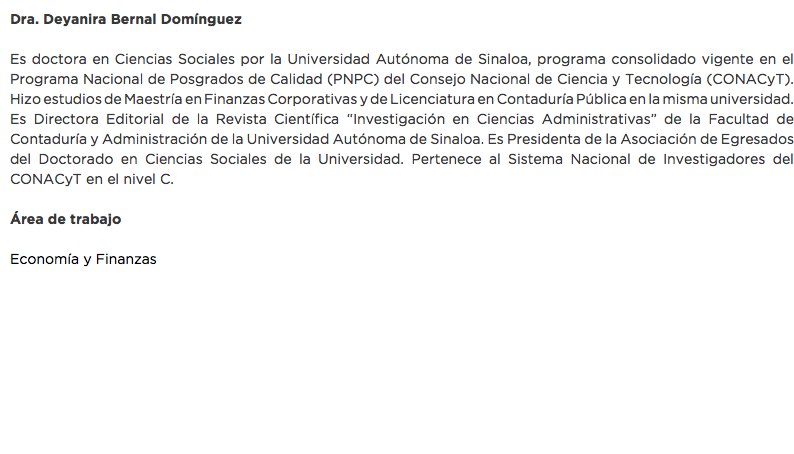 Dra. Deyanira Bernal Domínguez
Es doctora en Ciencias Sociales por la Universidad Autónoma de Sinaloa, programa consolidado vigente en el
Programa Nacional de Posgrados de Calidad (PNPC) del Consejo Nacional de Ciencia y Tecnología (CONACyT).
Hizo estudios de Maestría en Finanzas Corporativas y de Licenciatura en Contaduría Pública en la misma universidad.
Es Directora Editorial de la Revista Científica “Investigación en Ciencias Administrativas” de la Facultad de
Contaduría y Administración de la Universidad Autónoma de Sinaloa. Es Presidenta de la Asociación de Egresados
del Doctorado en Ciencias Sociales de la Universidad. Pertenece al Sistema Nacional de Investigadores del
CONACyT en el nivel C.
Área de trabajo
Economía y Finanzas